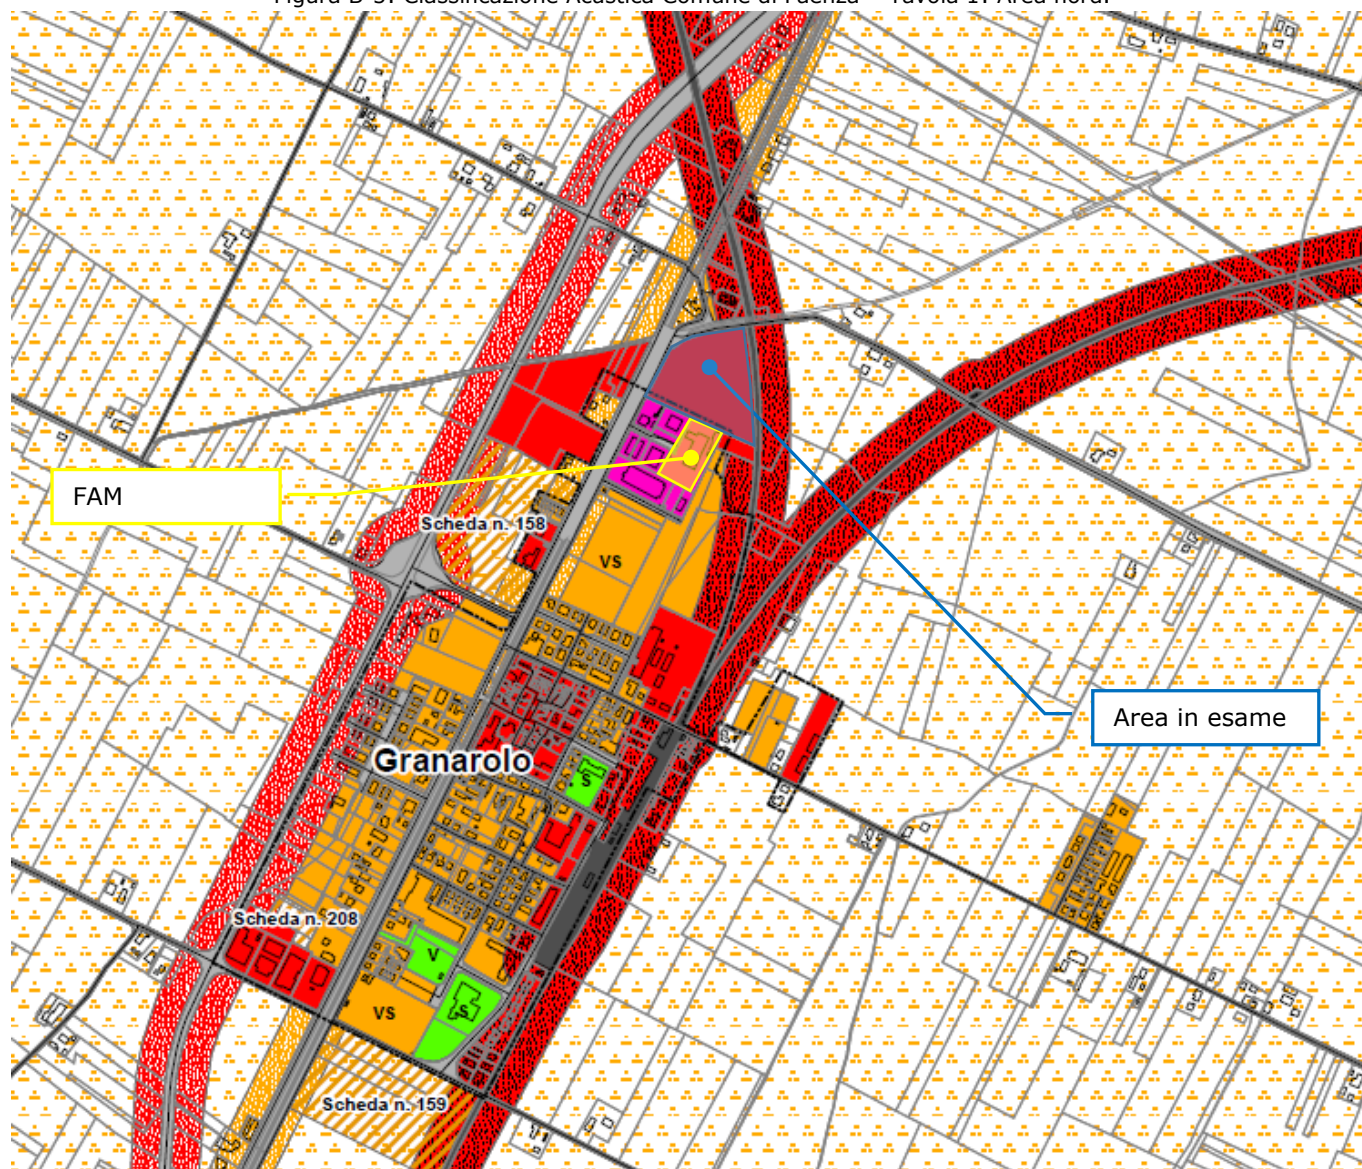 Figura B-3: Classificazione Acustica Comune di Faenza – Tavola 1: Area nord.
FAM
Scheda n. 158
VS
Area in esame
Granarolo
S
Scheda n. 208
V
S
VS
Scheda n. 159